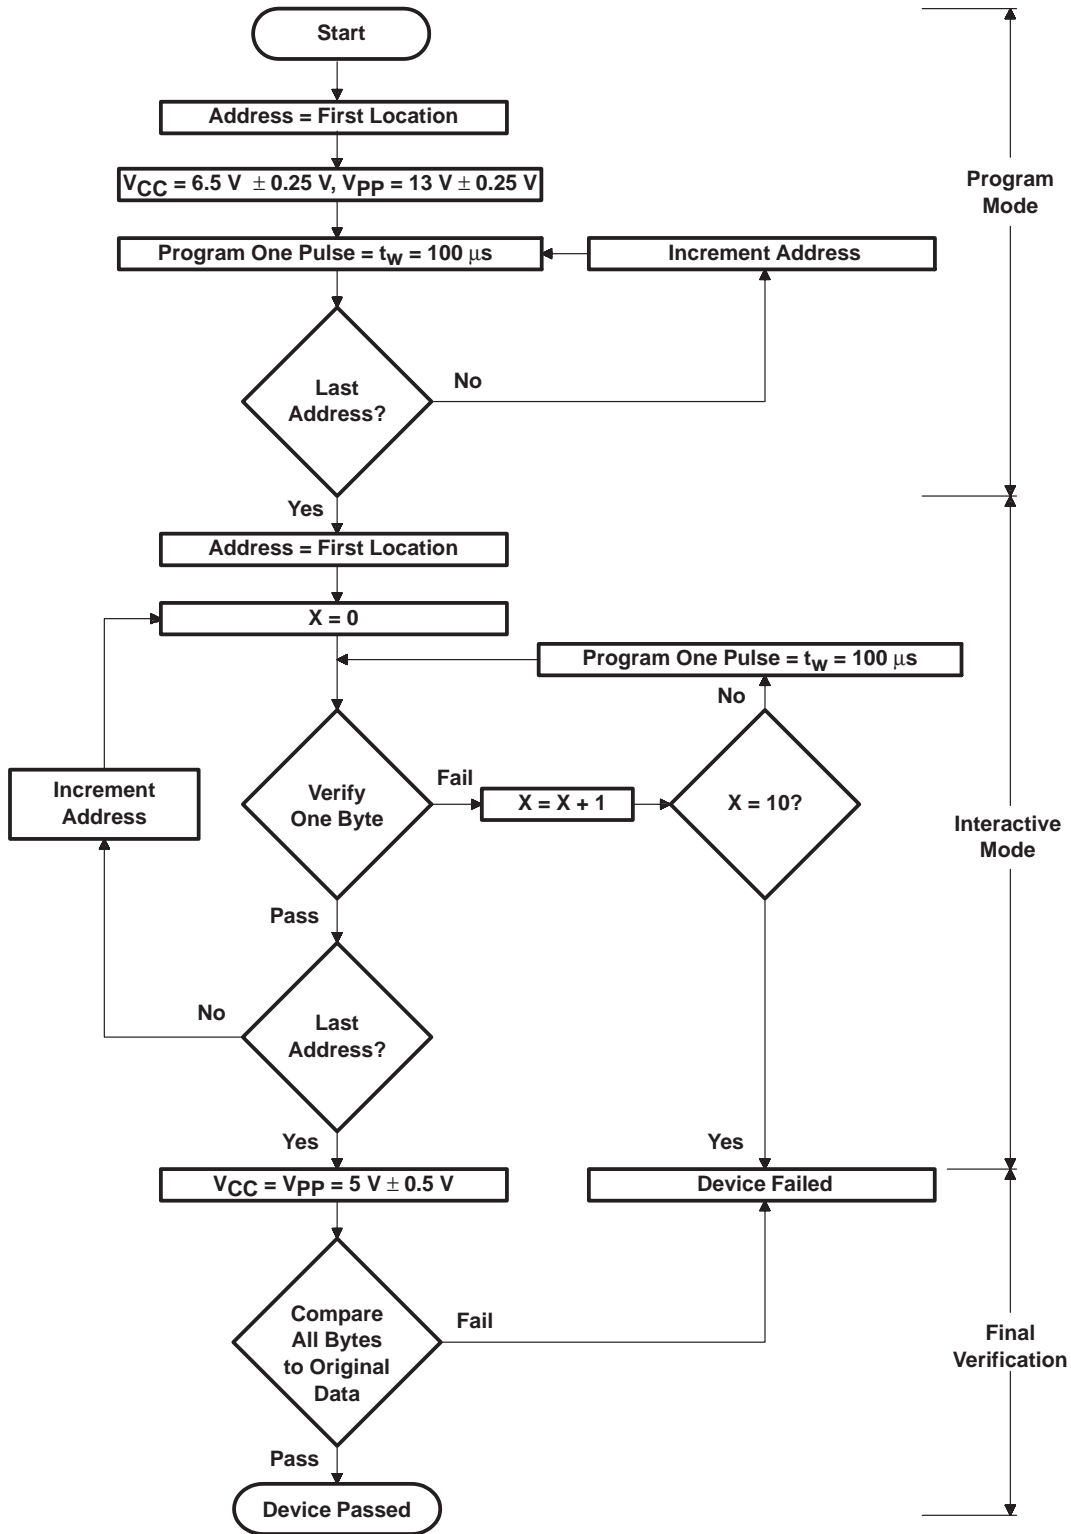 Start
Address = First Location
VCC = 6.5 V ± 0.25 V, VPP = 13 V ± 0.25 V
Program
Mode
Program One Pulse = tw = 100 μs
Increment Address
Last
Address?
No
Yes
Address = First Location
X = 0
Program One Pulse = tw = 100 μs
No
Increment
Address
Verify
One Byte
Fail
X = X + 1
X = 10?
Interactive
Mode
Pass
No
Last
Address?
Yes
Yes
VCC = VPP = 5 V ± 0.5 V
Device Failed
Compare
All Bytes
to Original
Data
Fail
Final
Verification
Pass
Device Passed